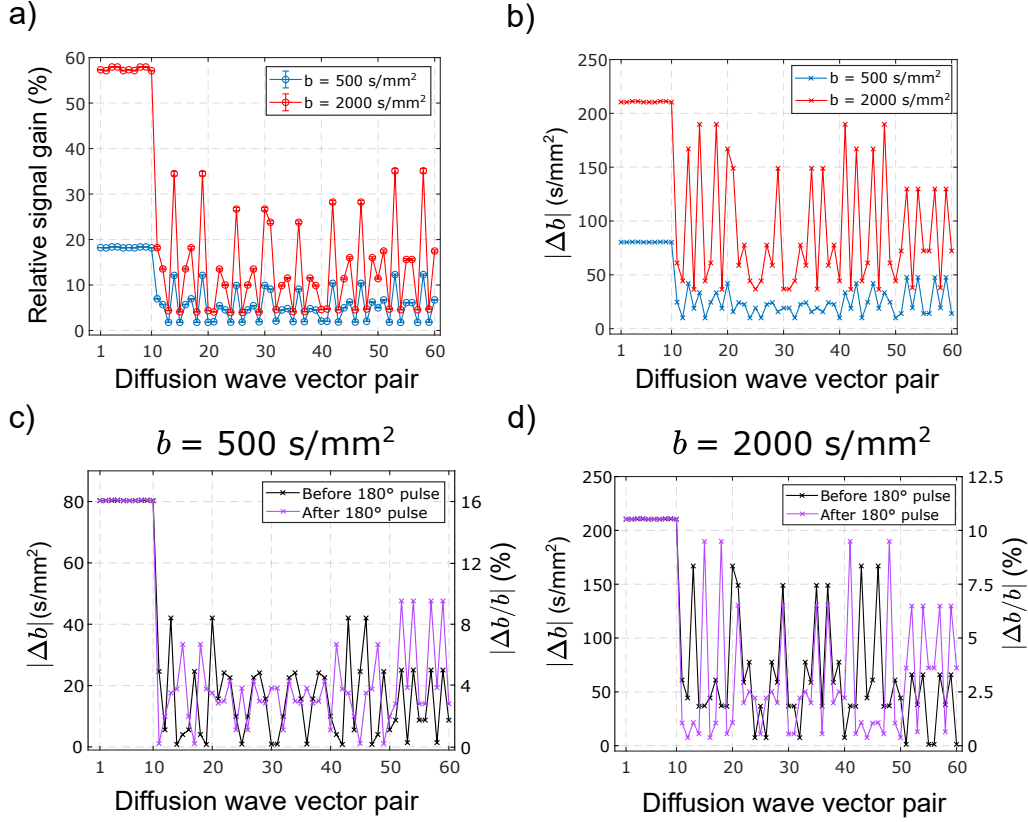 a)
Relative signal gain (%)
60
50
40
30
20
10
0
1 10 20 30 40 50 60
Diffusion wave vector pair
b = 500 s/mm²
b = 2000 s/mm²
b)
|Δb| (s/mm²)
250
200
150
100
50
0
1 10 20 30 40 50 60
Diffusion wave vector pair
b = 500 s/mm²
b = 2000 s/mm²
c)
b = 500 s/mm²
|Δb| (s/mm²)
80
60
40
20
0
1 10 20 30 40 50 60
Diffusion wave vector pair
Before 180° pulse
After 180° pulse
16
12
8
4
0
|Δb/b| (%)
d)
b = 2000 s/mm²
|Δb| (s/mm²)
250
200
150
100
50
0
1 10 20 30 40 50 60
Diffusion wave vector pair
Before 180° pulse
After 180° pulse
12.5
10
7.5
5
2.5
0
|Δb/b| (%)